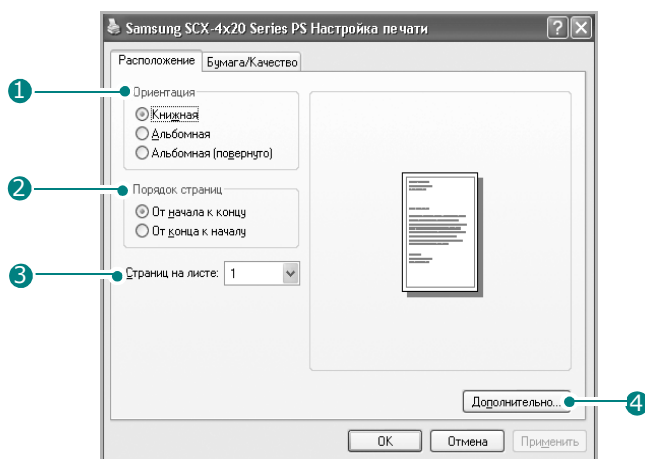 Samsung SCX-4x20 Series PS Настройка печати
Расположение Бумага/Качество
1 Ориентация
Книжная
Альбомная
Альбомная (повернуто)
2 Порядок страниц
От начала к концу
От конца к началу
3 Страниц на листе: 1
Дополнительно... 4
OK Отмена Применить